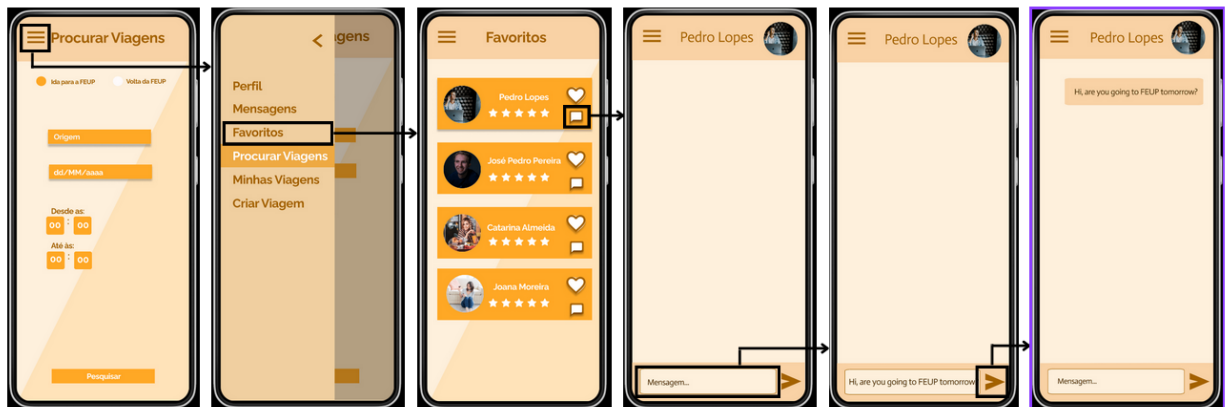 Procurar Viagens
Ida para a FEUP
Volta da FEUP
Origem
dd/MM/aaaa
Desde as:
00 : 00
Até às:
00 : 00
Pesquisar
agens
Perfil
Mensagens
Favoritos
Procurar Viagens
Minhas Viagens
Criar Viagem
Favoritos
Pedro Lopes
José Pedro Pereira
Catarina Almeida
Joana Moreira
Pedro Lopes
Mensagem...
Pedro Lopes
Hi, are you going to FEUP tomorrow
Pedro Lopes
Hi, are you going to FEUP tomorrow?
Mensagem...